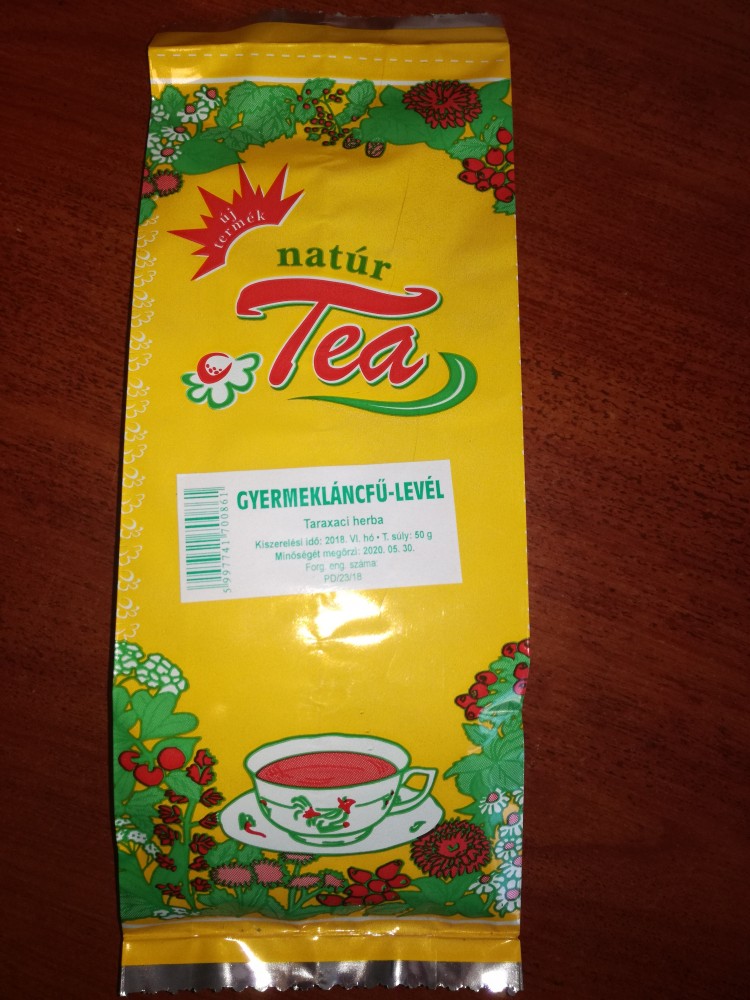 új
termék
natúr
Tea
GYERMEKLÁNCFŰ-LEVÉL
Taraxaci herba
Kiszerelési idő: 2018. VI. hó • T. súly: 50 g
Minőségét megőrzi: 2020. 05. 30.
Forg. eng. száma
PD/23/18
5997741700861